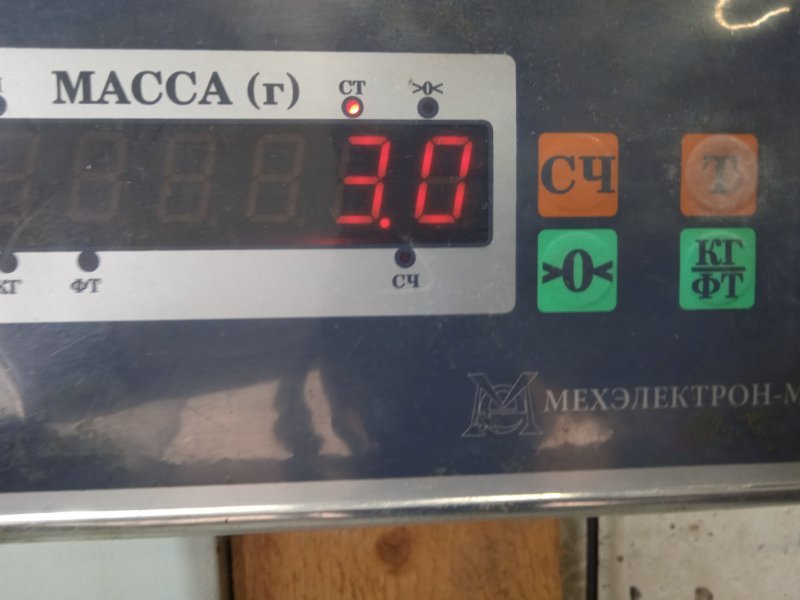 МАССА (г) СТ >0<
3.0
КГ ФТ СЧ
СЧ Т
>0< КГ/ФТ
МЕХЭЛЕКТРОН-М